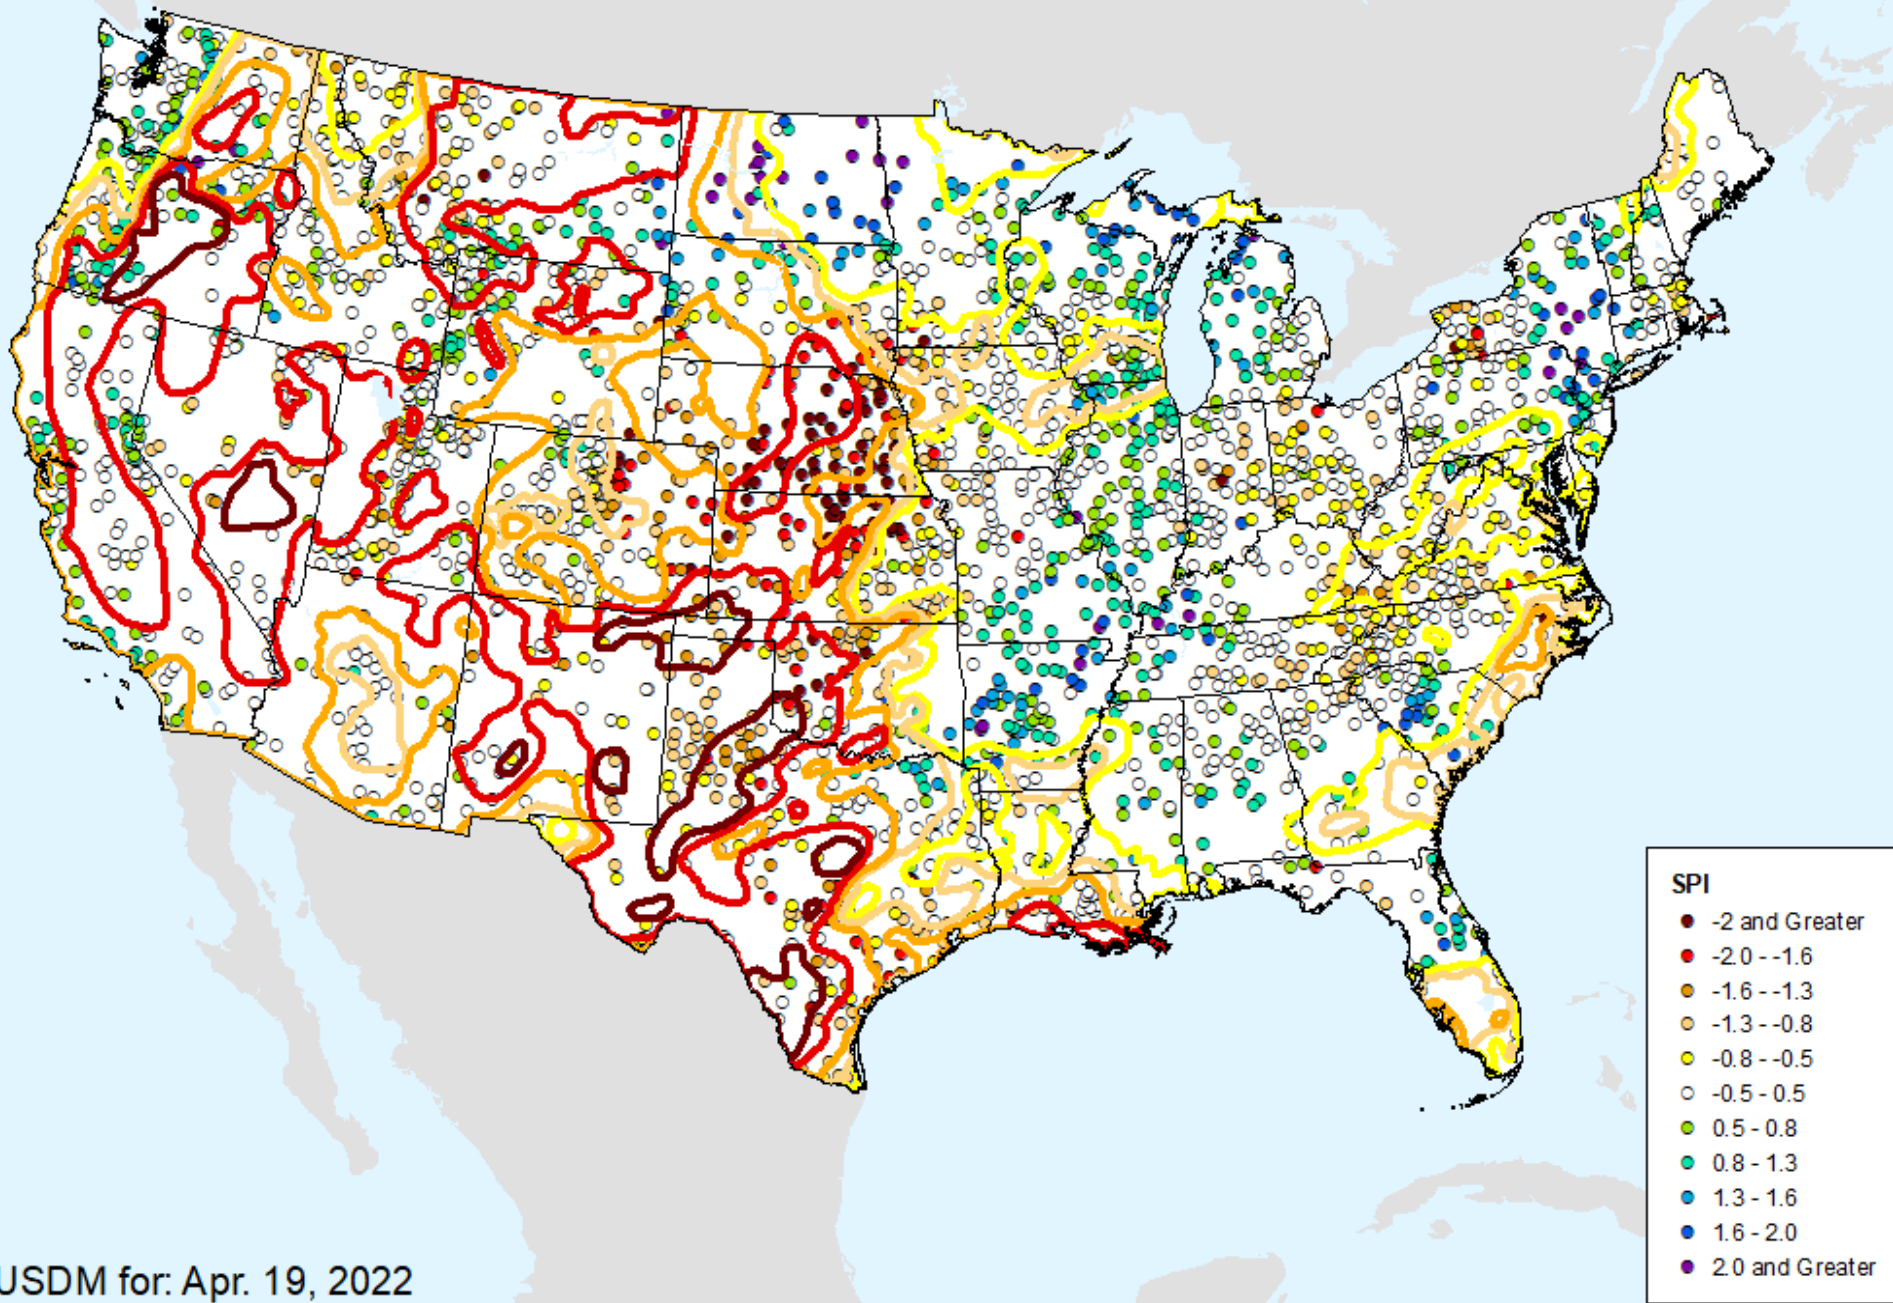 SPI
-2 and Greater
-2.0 - -1.6
-1.6 - -1.3
-1.3 - -0.8
-0.8 - -0.5
-0.5 - 0.5
0.5 - 0.8
0.8 - 1.3
1.3 - 1.6
1.6 - 2.0
2.0 and Greater
USDM for: Apr. 19, 2022